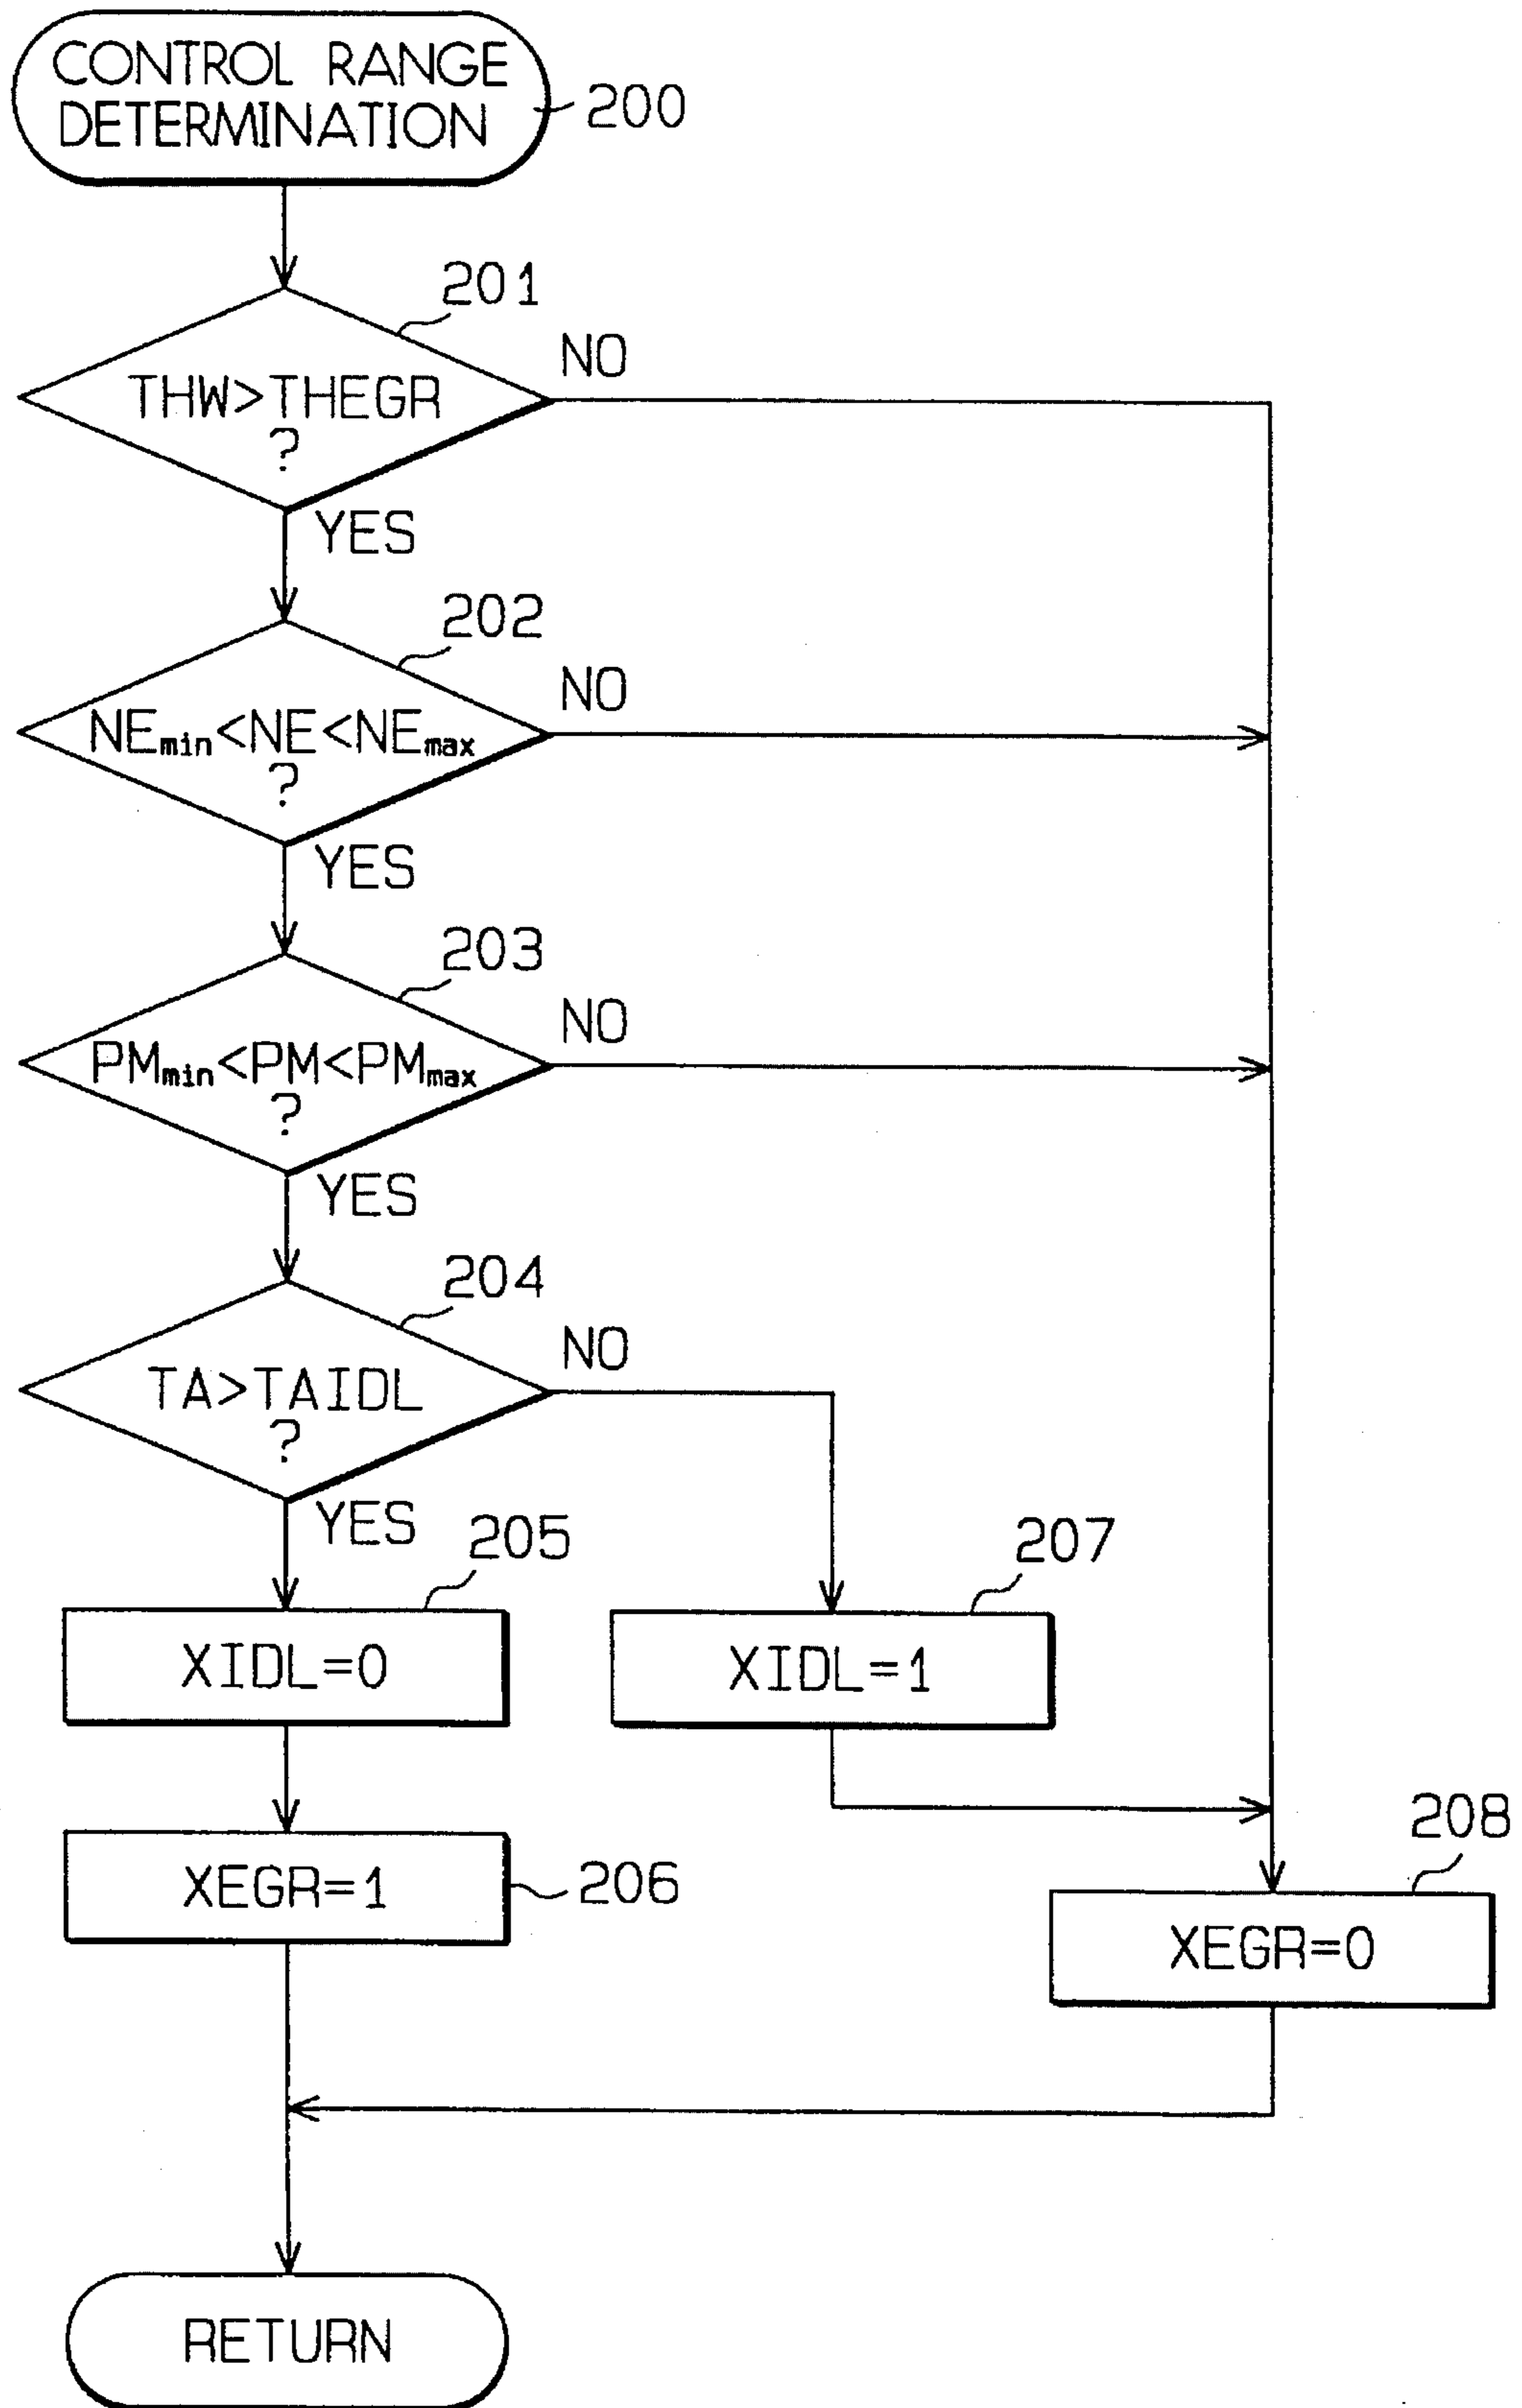 CONTROL RANGE
DETERMINATION
200
201
THW>THEGR
?
NO
YES
202
NEmin<NE<NEmax
?
NO
YES
203
PMmin<PM<PMmax
?
NO
YES
204
TA>TAIDL
?
NO
YES
205
XIDL=0
207
XIDL=1
XEGR=1
206
208
XEGR=0
RETURN